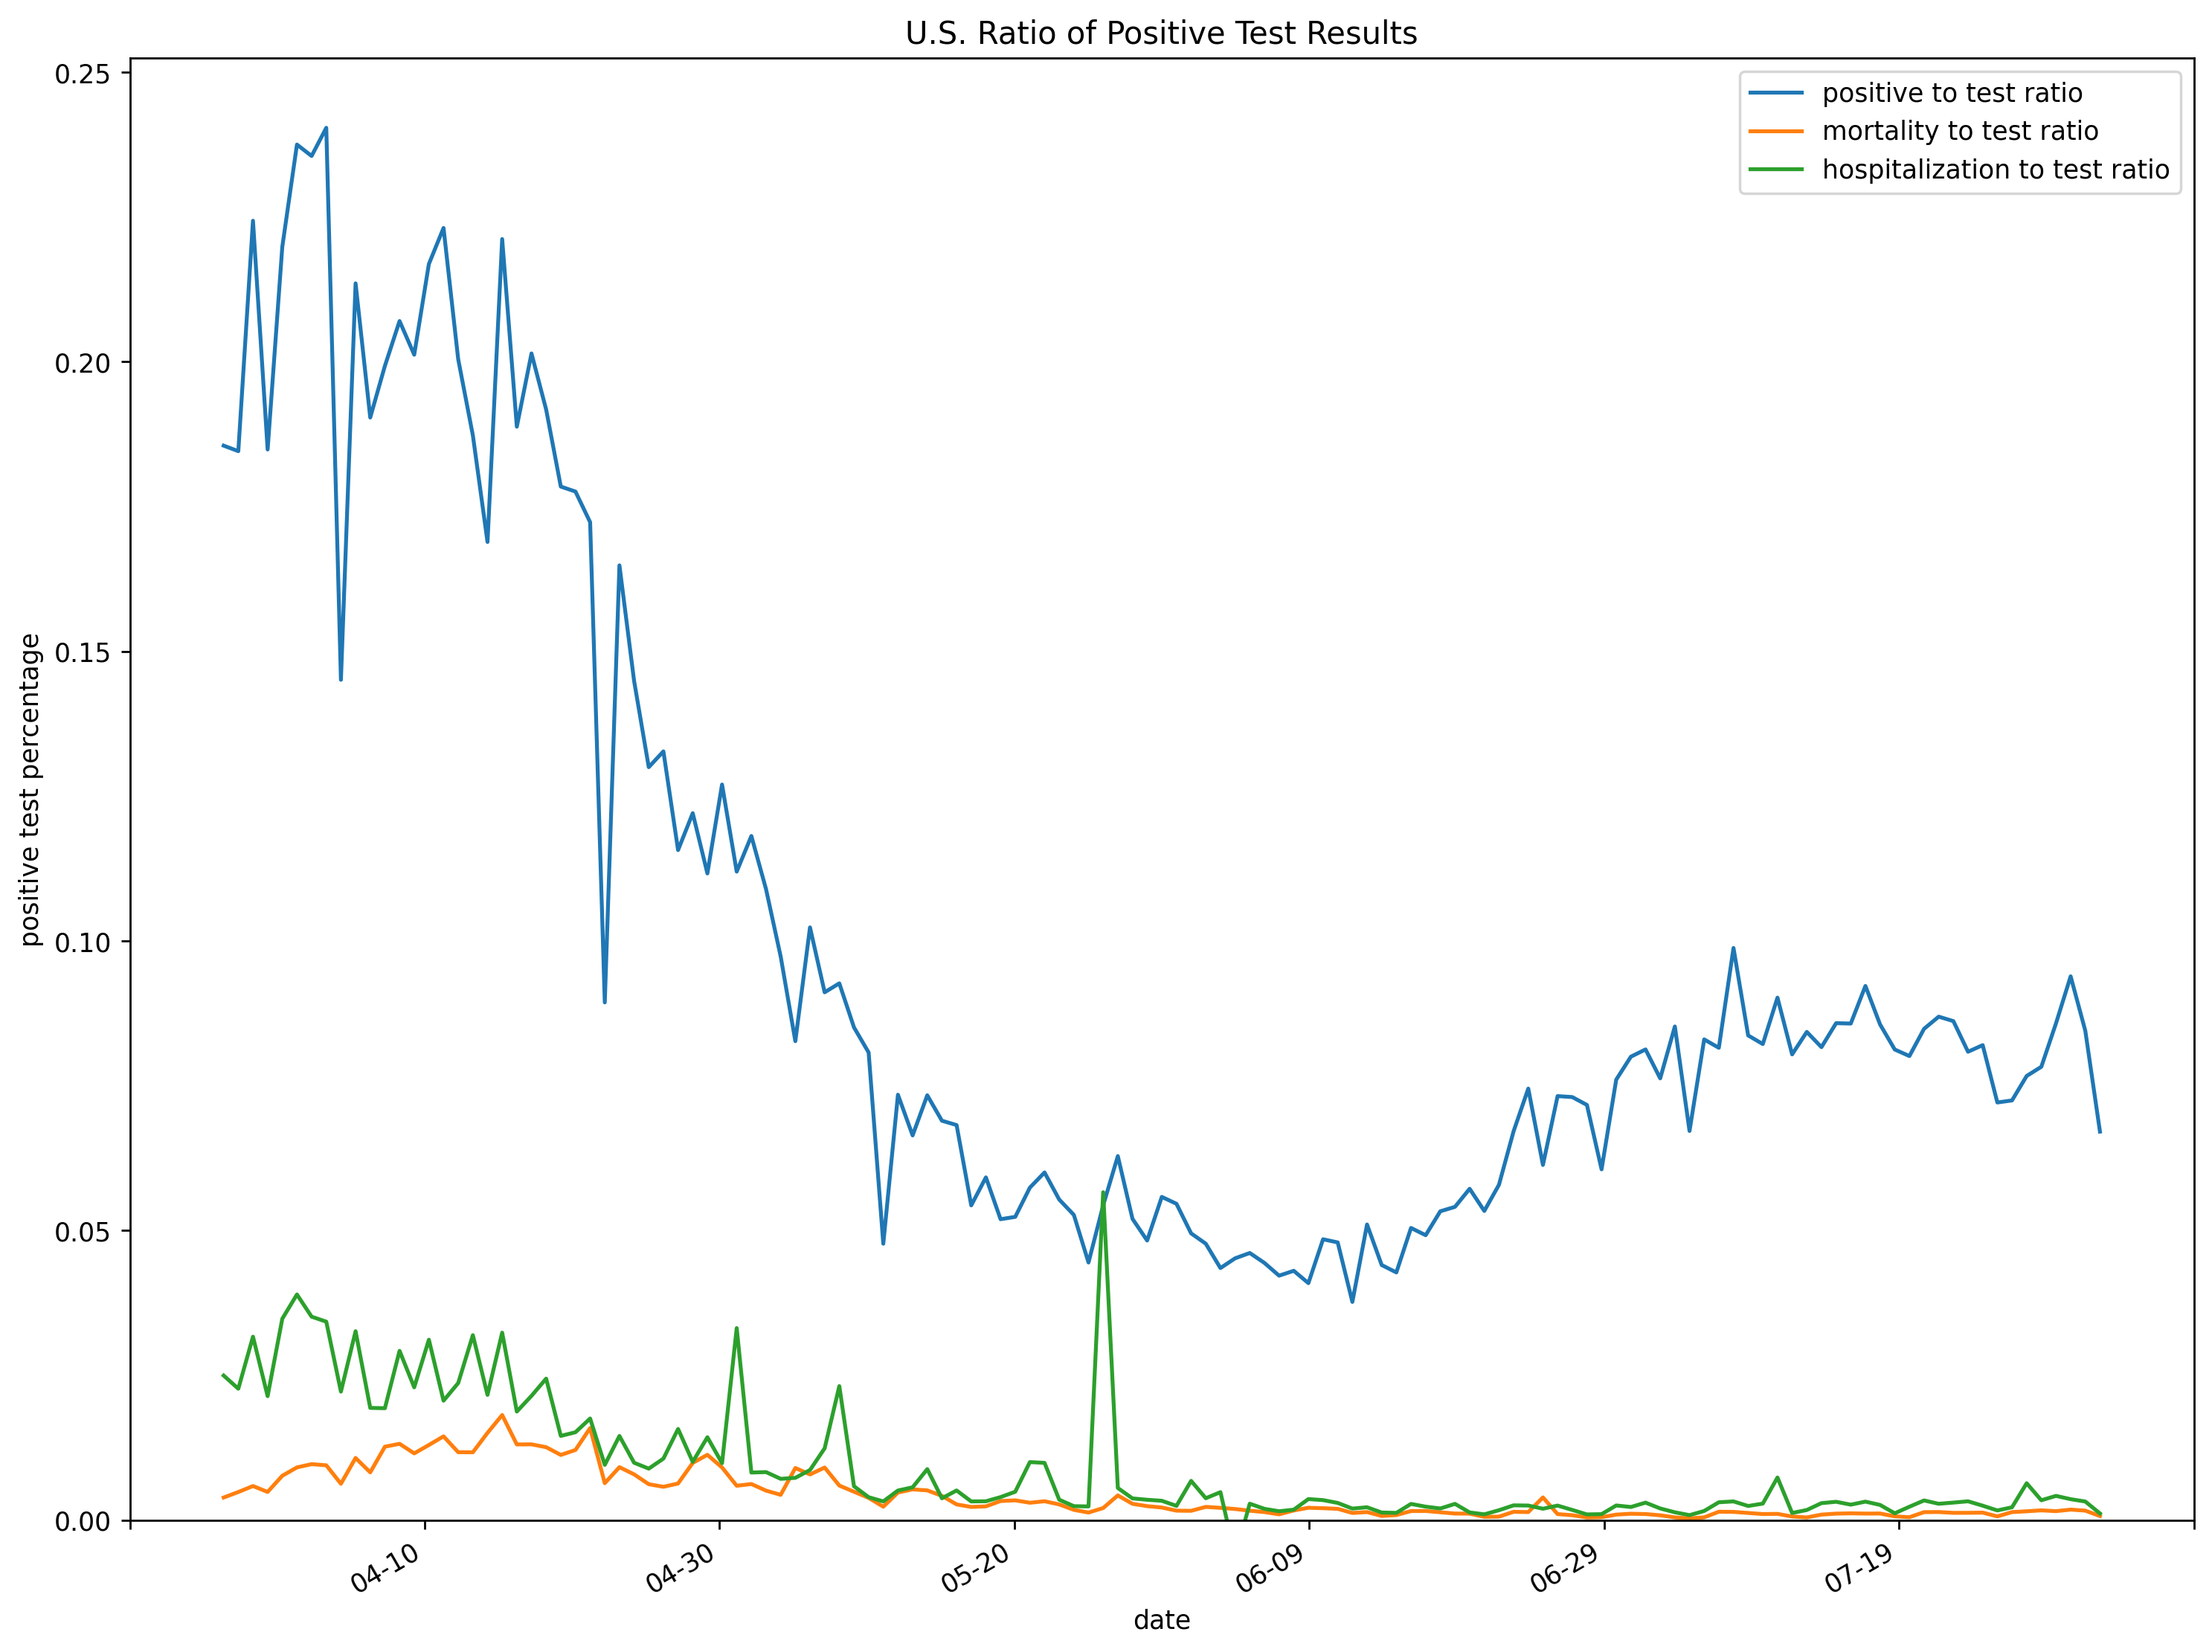 U.S. Ratio of Positive Test Results
positive to test ratio
mortality to test ratio
hospitalization to test ratio
positive test percentage
0.25
0.20
0.15
0.10
0.05
0.00
04-10
04-30
05-20
06-09
06-29
07-19
date